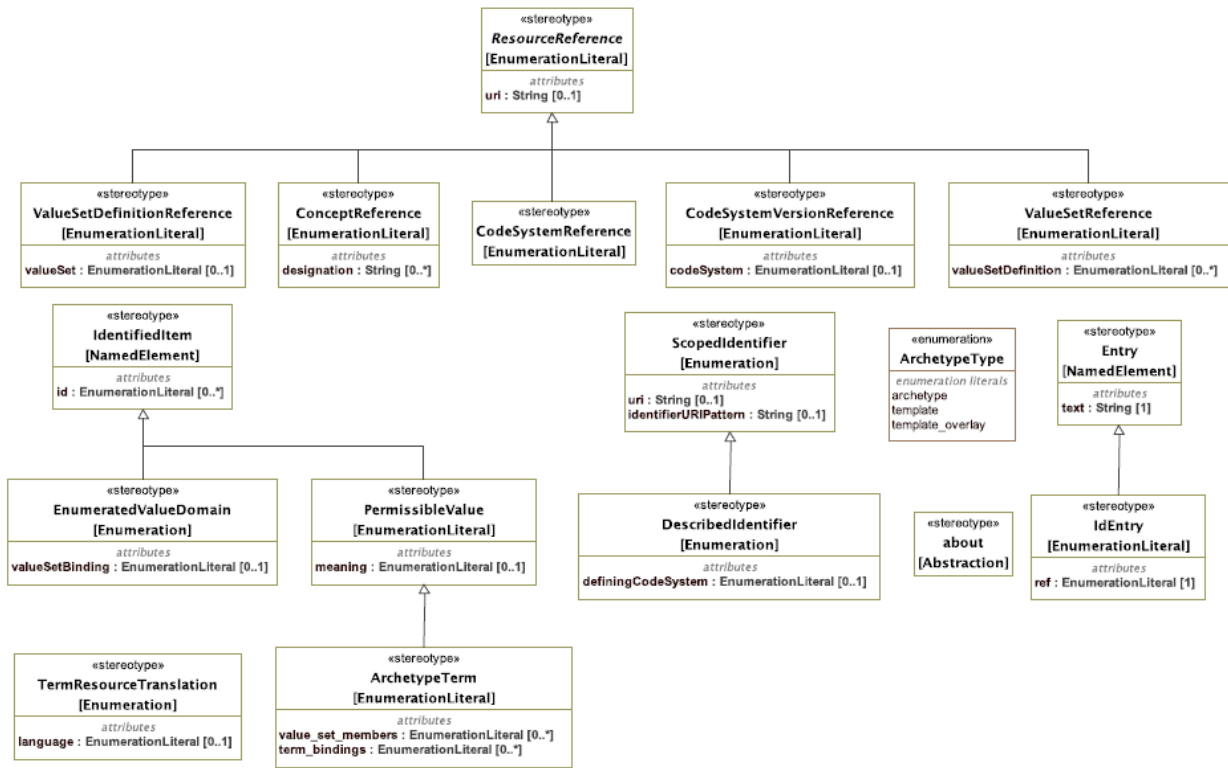 «stereotype»
ResourceReference
[EnumerationLiteral]
attributes
uri : String [0..1]
«stereotype»
ValueSetDefinitionReference
[EnumerationLiteral]
attributes
valueSet : EnumerationLiteral [0..1]
«stereotype»
ConceptReference
[EnumerationLiteral]
attributes
designation : String [0..*]
«stereotype»
CodeSystemReference
[EnumerationLiteral]
«stereotype»
CodeSystemVersionReference
[EnumerationLiteral]
attributes
codeSystem : EnumerationLiteral [0..1]
«stereotype»
ValueSetReference
[EnumerationLiteral]
attributes
valueSetDefinition : EnumerationLiteral [0..*]
«stereotype»
IdentifiedItem
[NamedElement]
attributes
id : EnumerationLiteral [0..*]
«stereotype»
ScopedIdentifier
[Enumeration]
attributes
uri : String [0..1]
identifierURIPattern : String [0..1]
«enumeration»
ArchetypeType
enumeration literals
archetype
template
template_overlay
«stereotype»
Entry
[NamedElement]
attributes
text : String [1]
«stereotype»
EnumeratedValueDomain
[Enumeration]
attributes
valueSetBinding : EnumerationLiteral [0..1]
«stereotype»
PermissibleValue
[EnumerationLiteral]
attributes
meaning : EnumerationLiteral [0..1]
«stereotype»
DescribedIdentifier
[Enumeration]
attributes
definingCodeSystem : EnumerationLiteral [0..1]
«stereotype»
about
[Abstraction]
«stereotype»
IdEntry
[EnumerationLiteral]
attributes
ref : EnumerationLiteral [1]
«stereotype»
TermResourceTranslation
[Enumeration]
attributes
language : EnumerationLiteral [0..1]
«stereotype»
ArchetypeTerm
[EnumerationLiteral]
attributes
value_set_members : EnumerationLiteral [0..*]
term_bindings : EnumerationLiteral [0..*]